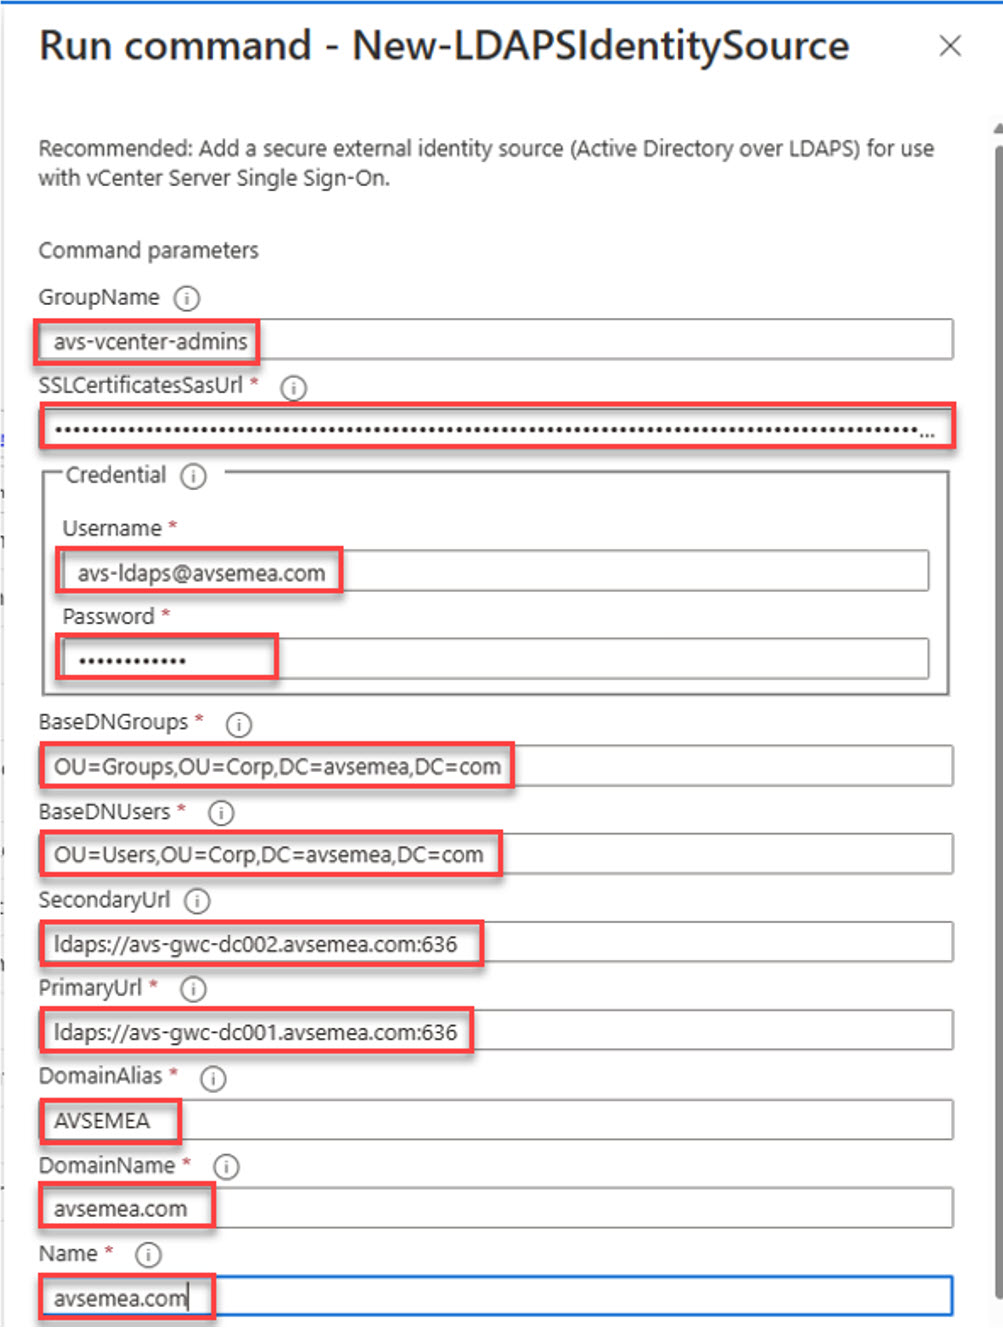 Run command - New-LDAPSIdentitySource
Recommended: Add a secure external identity source (Active Directory over LDAPS) for use
with vCenter Server Single Sign-On.
Command parameters
GroupName
avs-vcenter-admins
SSLCertificatesSasUrl *
Credential
Username *
avs-ldaps@avsemea.com
Password *
••••••••••••
BaseDNGroups *
OU=Groups,OU=Corp,DC=avsemea,DC=com
BaseDNUsers *
OU=Users,OU=Corp,DC=avsemea,DC=com
SecondaryUrl
ldaps://avs-gwc-dc002.avsemea.com:636
PrimaryUrl *
ldaps://avs-gwc-dc001.avsemea.com:636
DomainAlias *
AVSEMEA
DomainName *
avsemea.com
Name *
avsemea.com